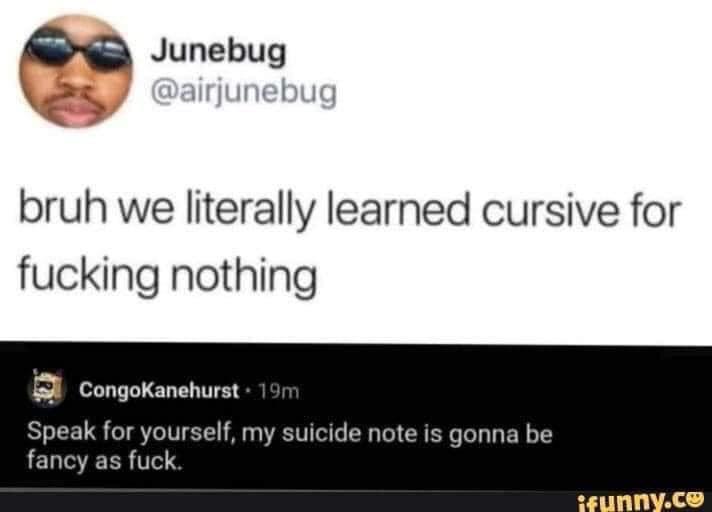 Junebug
@airjunebug
bruh we literally learned cursive for
fucking nothing
CongoKanehurst · 19m
Speak for yourself, my suicide note is gonna be
fancy as fuck.
ifunny.co